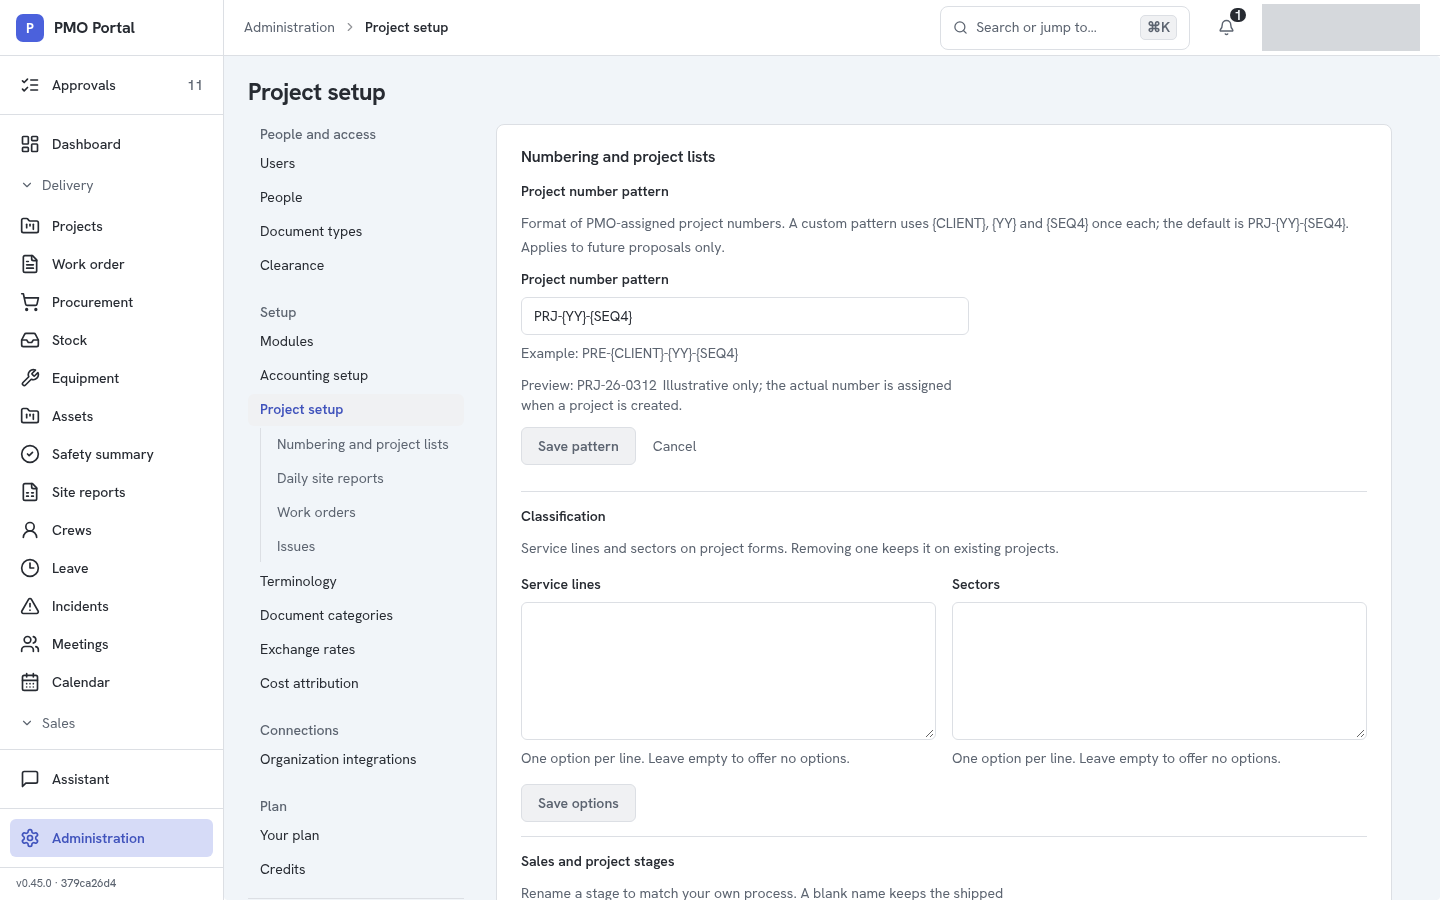 P PMO Portal
Administration > Project setup
Search or jump to... ⌘K
1
Approvals 11
Dashboard
Delivery
Projects
Work order
Procurement
Stock
Equipment
Assets
Safety summary
Site reports
Crews
Leave
Incidents
Meetings
Calendar
Sales
Assistant
Administration
v0.45.0 · 379ca26d4
Project setup
People and access
Users
People
Document types
Clearance
Setup
Modules
Accounting setup
Project setup
Numbering and project lists
Daily site reports
Work orders
Issues
Terminology
Document categories
Exchange rates
Cost attribution
Connections
Organization integrations
Plan
Your plan
Credits
Numbering and project lists
Project number pattern
Format of PMO-assigned project numbers. A custom pattern uses {CLIENT}, {YY} and {SEQ4} once each; the default is PRJ-{YY}-{SEQ4}.
Applies to future proposals only.
Project number pattern
PRJ-{YY}-{SEQ4}
Example: PRE-{CLIENT}-{YY}-{SEQ4}
Preview: PRJ-26-0312 Illustrative only; the actual number is assigned
when a project is created.
Save pattern Cancel
Classification
Service lines and sectors on project forms. Removing one keeps it on existing projects.
Service lines Sectors
One option per line. Leave empty to offer no options. One option per line. Leave empty to offer no options.
Save options
Sales and project stages
Rename a stage to match your own process. A blank name keeps the shipped